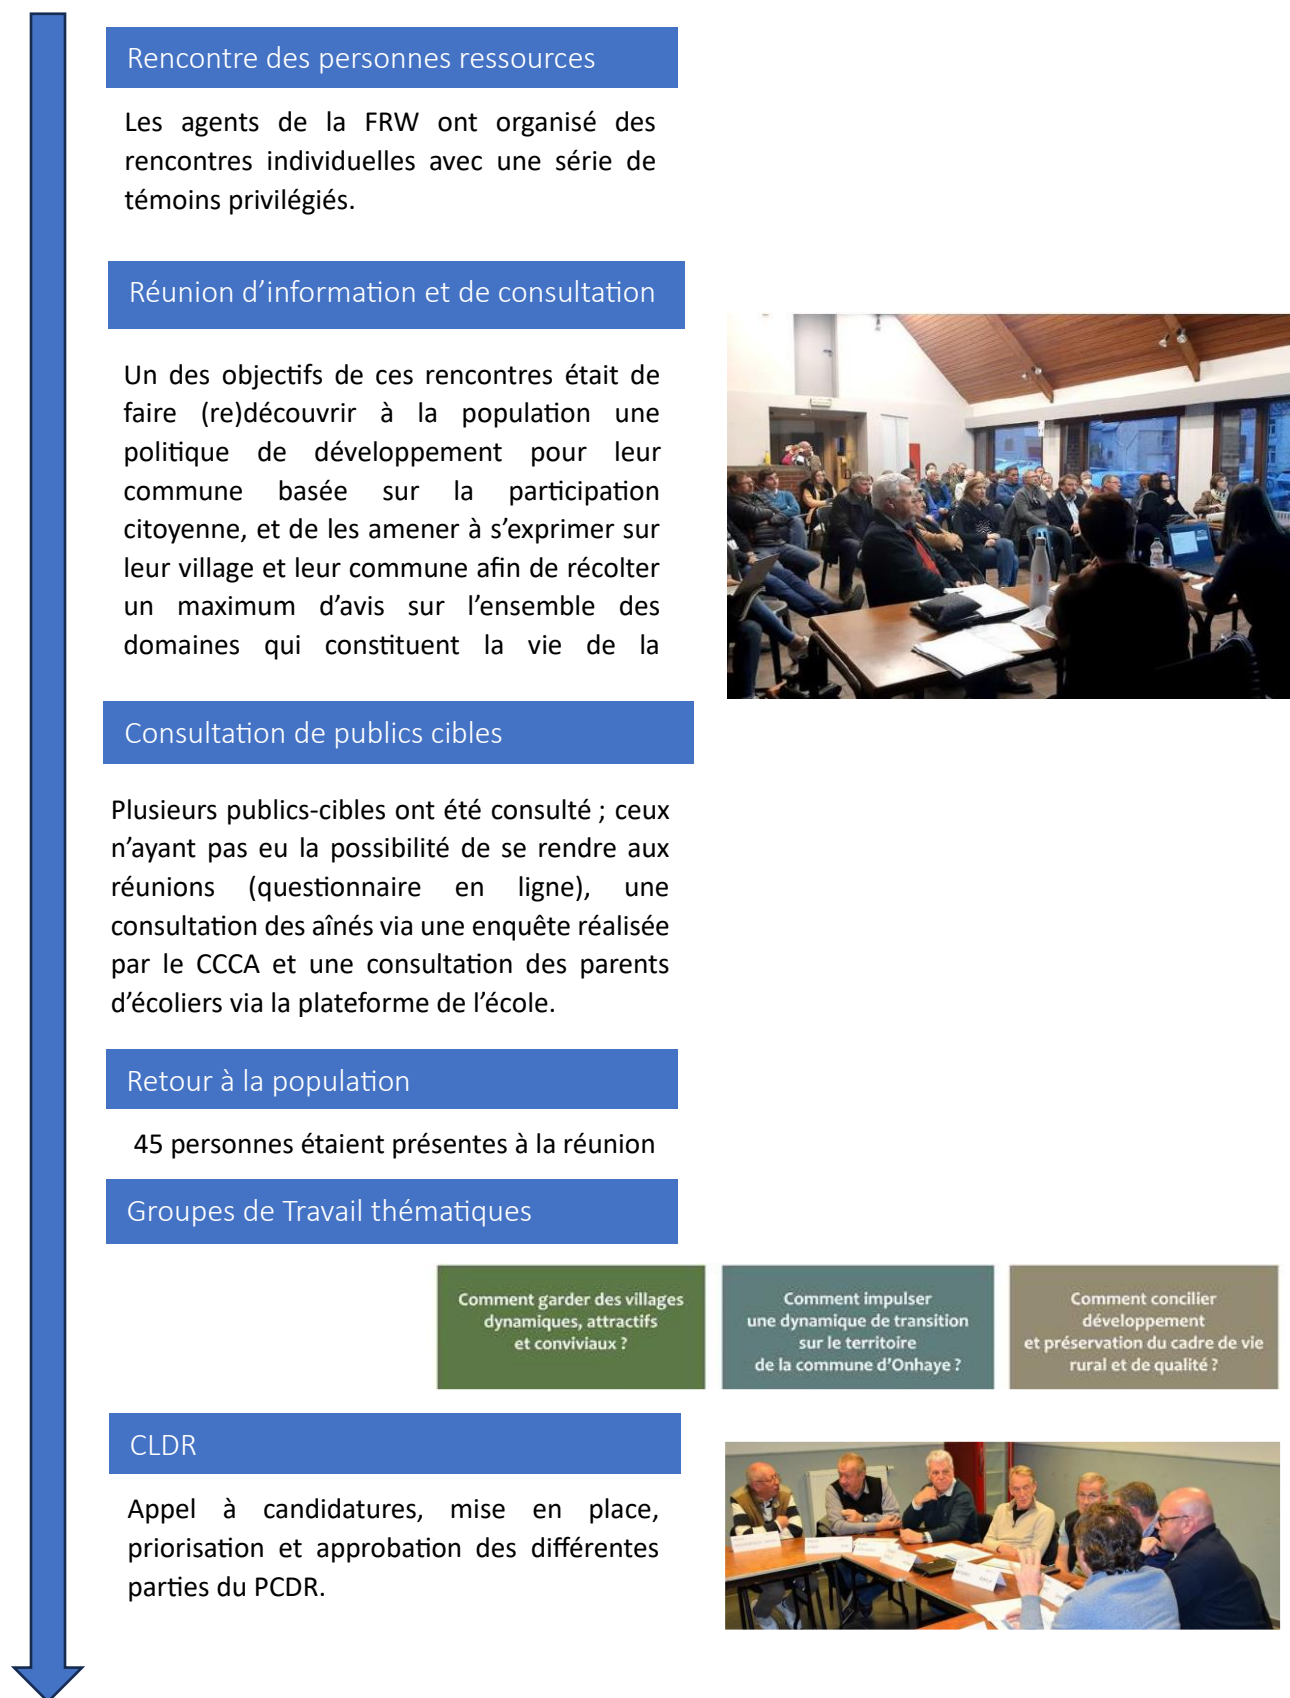 Rencontre des personnes ressources
Les agents de la FRW ont organisé des
rencontres individuelles avec une série de
témoins privilégiés.
Réunion d’information et de consultation
Un des objectifs de ces rencontres était de
faire (re)découvrir à la population une
politique de développement pour leur
commune basée sur la participation
citoyenne, et de les amener à s’exprimer sur
leur village et leur commune afin de récolter
un maximum d’avis sur l’ensemble des
domaines qui constituent la vie de la
Consultation de publics cibles
Plusieurs publics-cibles ont été consulté ; ceux
n’ayant pas eu la possibilité de se rendre aux
réunions (questionnaire en ligne), une
consultation des aînés via une enquête réalisée
par le CCCA et une consultation des parents
d’écoliers via la plateforme de l’école.
Retour à la population
45 personnes étaient présentes à la réunion
Groupes de Travail thématiques
Comment garder des villages
dynamiques, attractifs
et conviviaux ?
Comment impulser
une dynamique de transition
sur le territoire
de la commune d’Onhaye ?
Comment concilier
développement
et préservation du cadre de vie
rural et de qualité ?
CLDR
Appel à candidatures, mise en place,
priorisation et approbation des différentes
parties du PCDR.